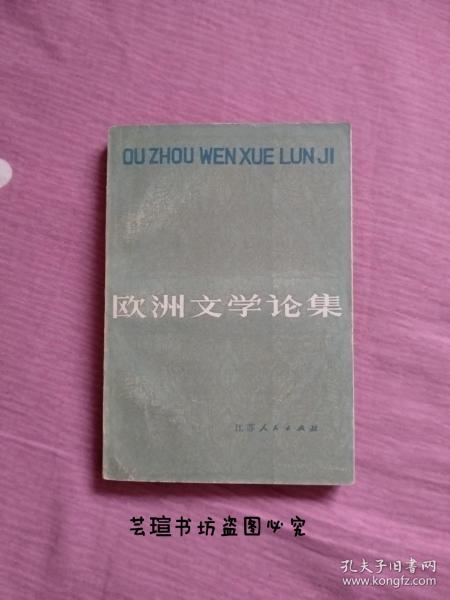 OU ZHOU WEN XUE LUN JI
欧洲文学论集
江苏人民出版社
芸瑄书坊盗图必究
孔夫子旧书网
www.kongfz.com